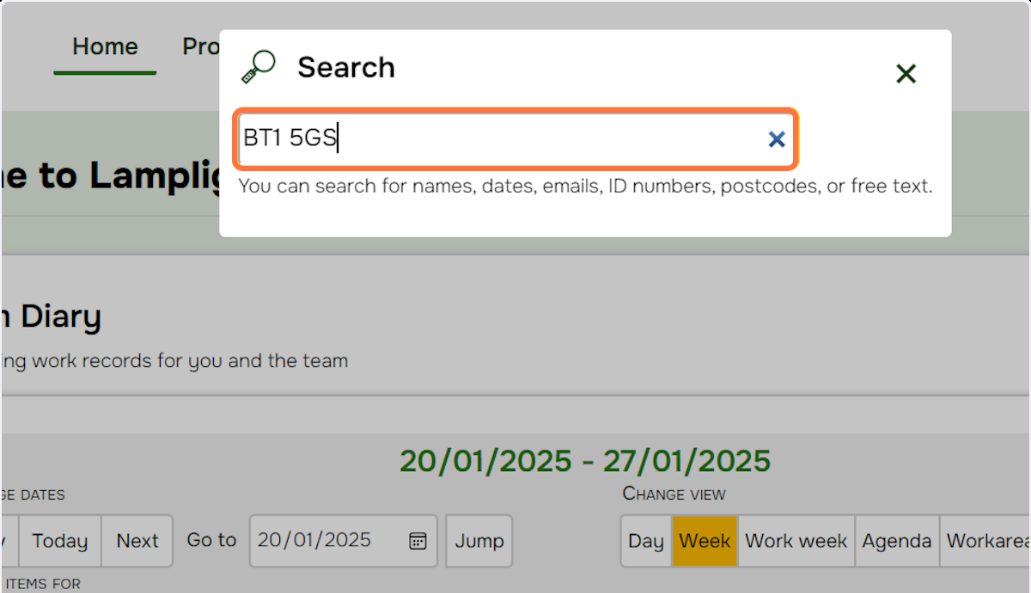 Home Pro
Search
BT1 5GS
You can search for names, dates, emails, ID numbers, postcodes, or free text.
e to Lamplig
n Diary
ing work records for you and the team
20/01/2025 - 27/01/2025
GE DATES
CHANGE VIEW
Today Next Go to 20/01/2025 Jump
Day Week Work week Agenda Workarea
ITEMS FOR